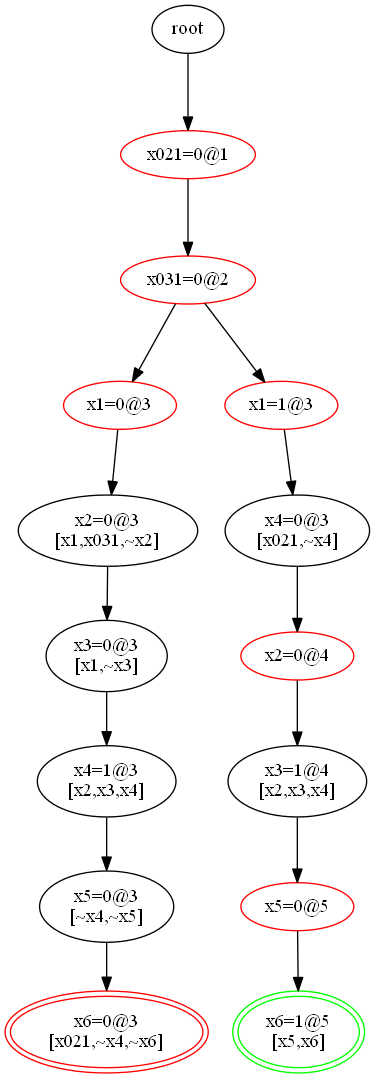 root
x021=0@1
x031=0@2
x1=0@3
x1=1@3
x2=0@3
[x1,x031,~x2]
x4=0@3
[x021,~x4]
x3=0@3
[x1,~x3]
x2=0@4
x4=1@3
[x2,x3,x4]
x3=1@4
[x2,x3,x4]
x5=0@3
[~x4,~x5]
x5=0@5
x6=0@3
[x021,~x4,~x6]
x6=1@5
[x5,x6]